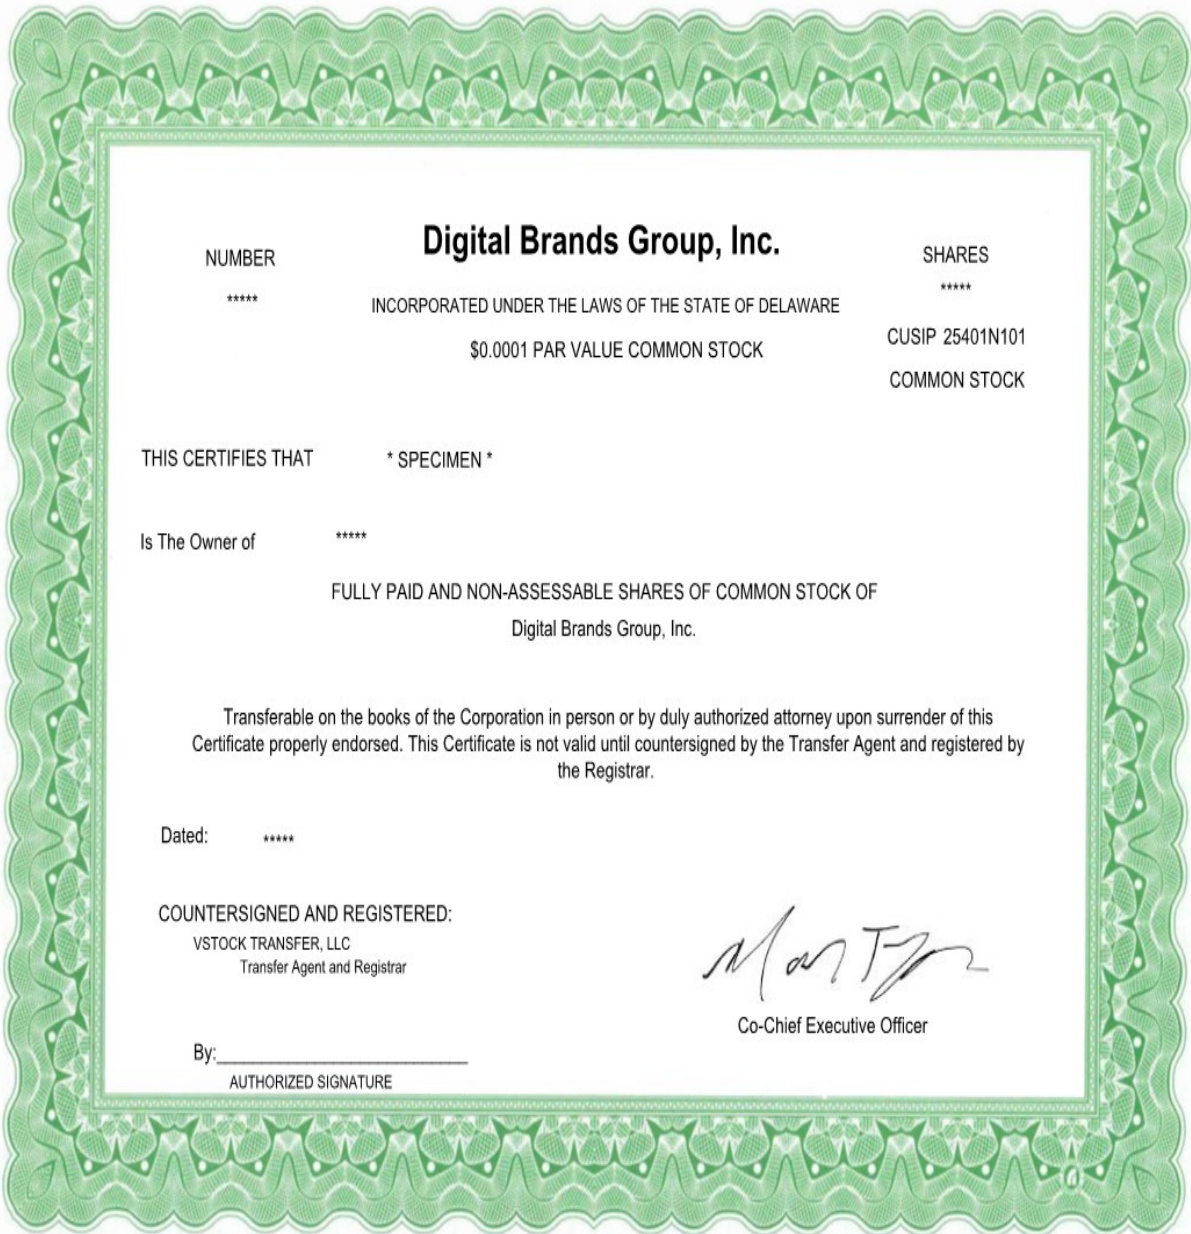 Digital Brands Group, Inc.
NUMBER
*****
SHARES
*****
INCORPORATED UNDER THE LAWS OF THE STATE OF DELAWARE
$0.0001 PAR VALUE COMMON STOCK
CUSIP 25401N101
COMMON STOCK
THIS CERTIFIES THAT * SPECIMEN *
Is The Owner of *****
FULLY PAID AND NON-ASSESSABLE SHARES OF COMMON STOCK OF
Digital Brands Group, Inc.
Transferable on the books of the Corporation in person or by duly authorized attorney upon surrender of this
Certificate properly endorsed. This Certificate is not valid until countersigned by the Transfer Agent and registered by
the Registrar.
Dated: *****
COUNTERSIGNED AND REGISTERED:
VSTOCK TRANSFER, LLC
Transfer Agent and Registrar
Co-Chief Executive Officer
By:____________________________
AUTHORIZED SIGNATURE